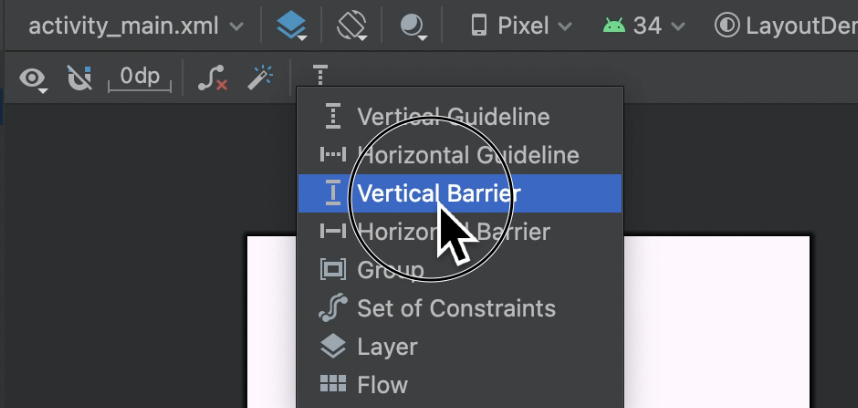 activity_main.xml Pixel 34 LayoutDer
0dp
Vertical Guideline
Horizontal Guideline
Vertical Barrier
Horizontal Barrier
Group
Set of Constraints
Layer
Flow